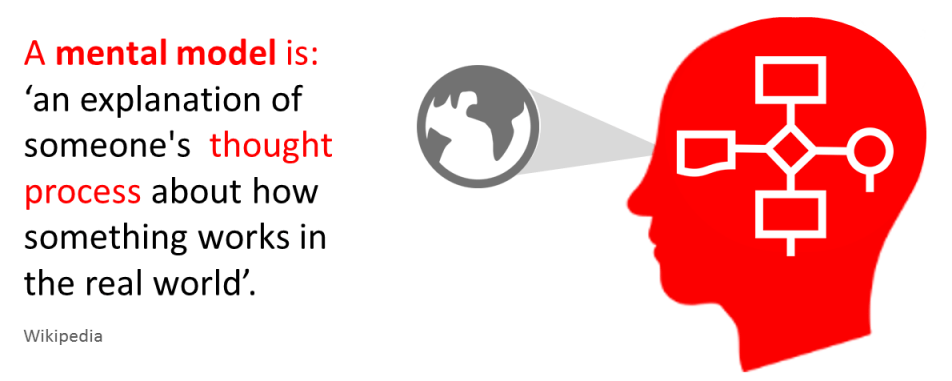 A mental model is:
‘an explanation of
someone's  thought
process about how
something works in
the real world’.
Wikipedia